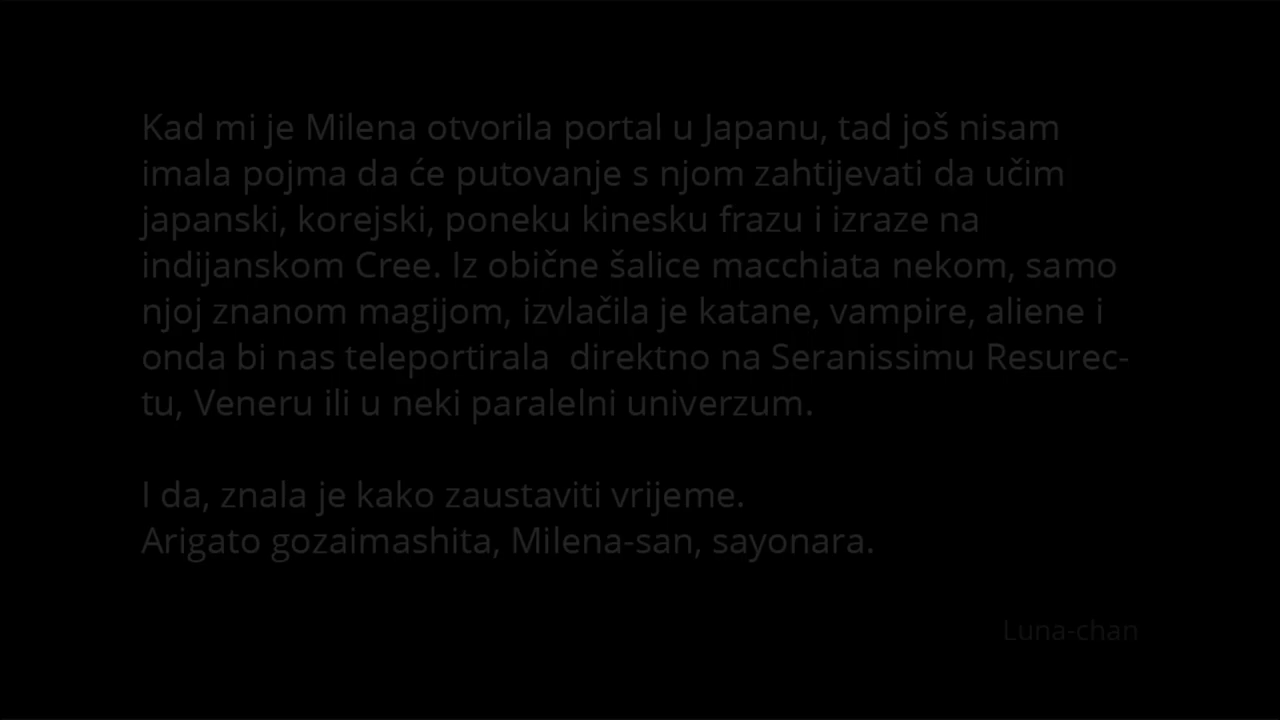 Kad mi je Milena otvorila portal u Japanu, tad još nisam
imala pojma da će putovanje s njom zahtijevati da učim
japanski, korejski, poneku kinesku frazu i izraze na
indijanskom Cree. Iz obične šalice macchiata nekom, samo
njoj znanom magijom, izvlačila je katane, vampire, aliene i
onda bi nas teleportirala  direktno na Seranissimu Resurec-
tu, Veneru ili u neki paralelni univerzum.
I da, znala je kako zaustaviti vrijeme.
Arigato gozaimashita, Milena-san, sayonara.
Luna-chan